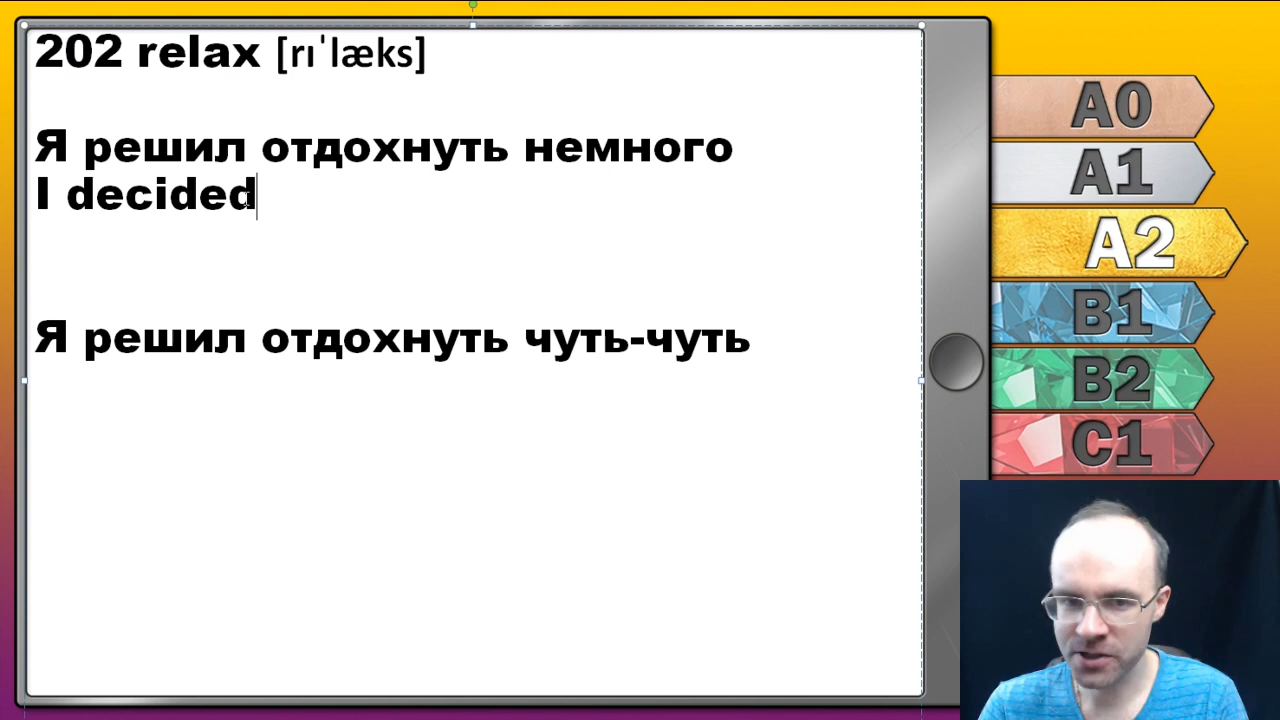 202 relax [rɪˈlæks]
Я решил отдохнуть немного
I decided
Я решил отдохнуть чуть-чуть
A0
A1
A2
B1
B2
C1